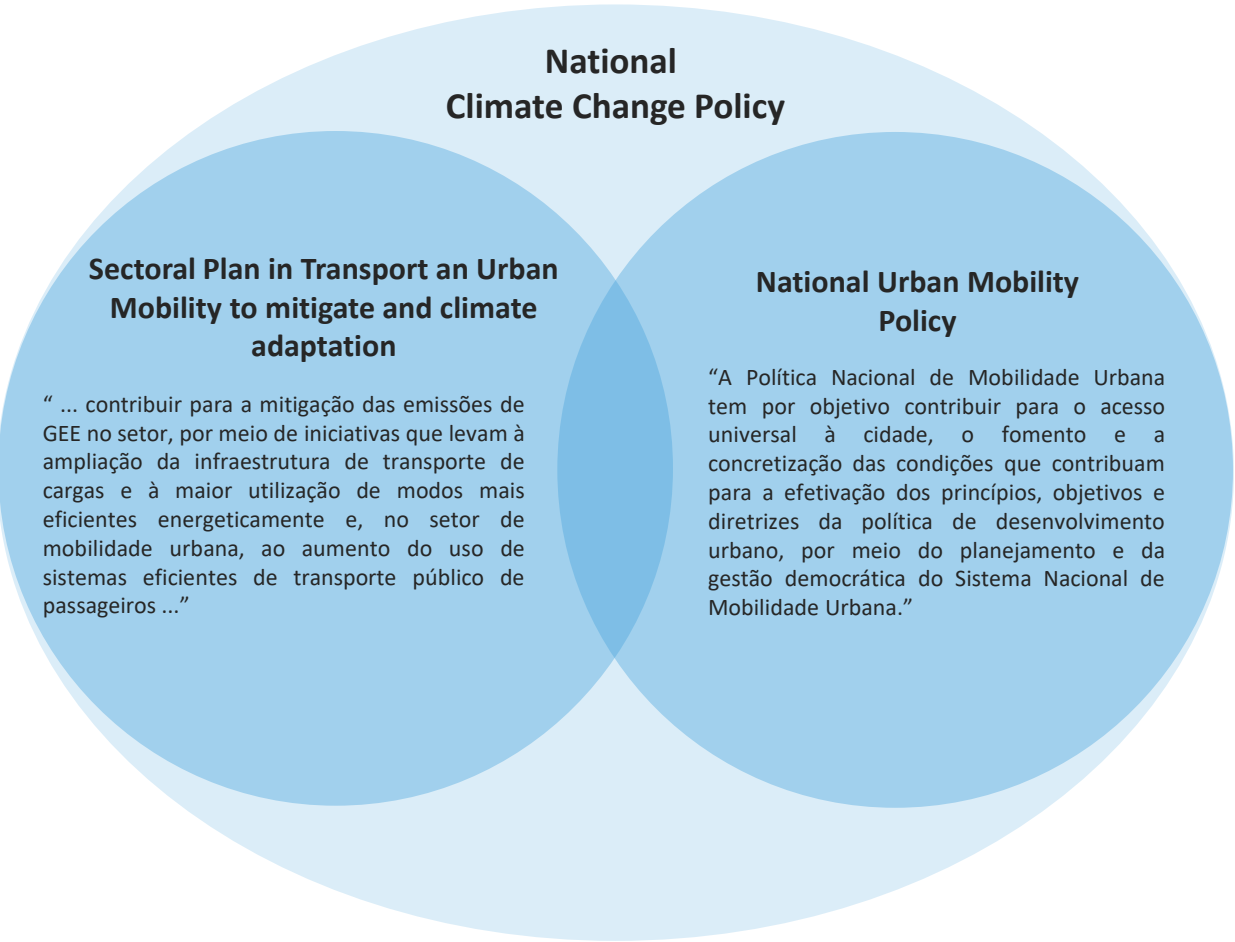 National
Climate Change Policy
Sectoral Plan in Transport an Urban
Mobility to mitigate and climate
adaptation
“ ... contribuir para a mitigação das emissões de
GEE no setor, por meio de iniciativas que levam à
ampliação da infraestrutura de transporte de
cargas e à maior utilização de modos mais
eficientes energeticamente e, no setor de
mobilidade urbana, ao aumento do uso de
sistemas eficientes de transporte público de
passageiros ...”
National Urban Mobility
Policy
“A Política Nacional de Mobilidade Urbana
tem por objetivo contribuir para o acesso
universal à cidade, o fomento e a
concretização das condições que contribuam
para a efetivação dos princípios, objetivos e
diretrizes da política de desenvolvimento
urbano, por meio do planejamento e da
gestão democrática do Sistema Nacional de
Mobilidade Urbana.”